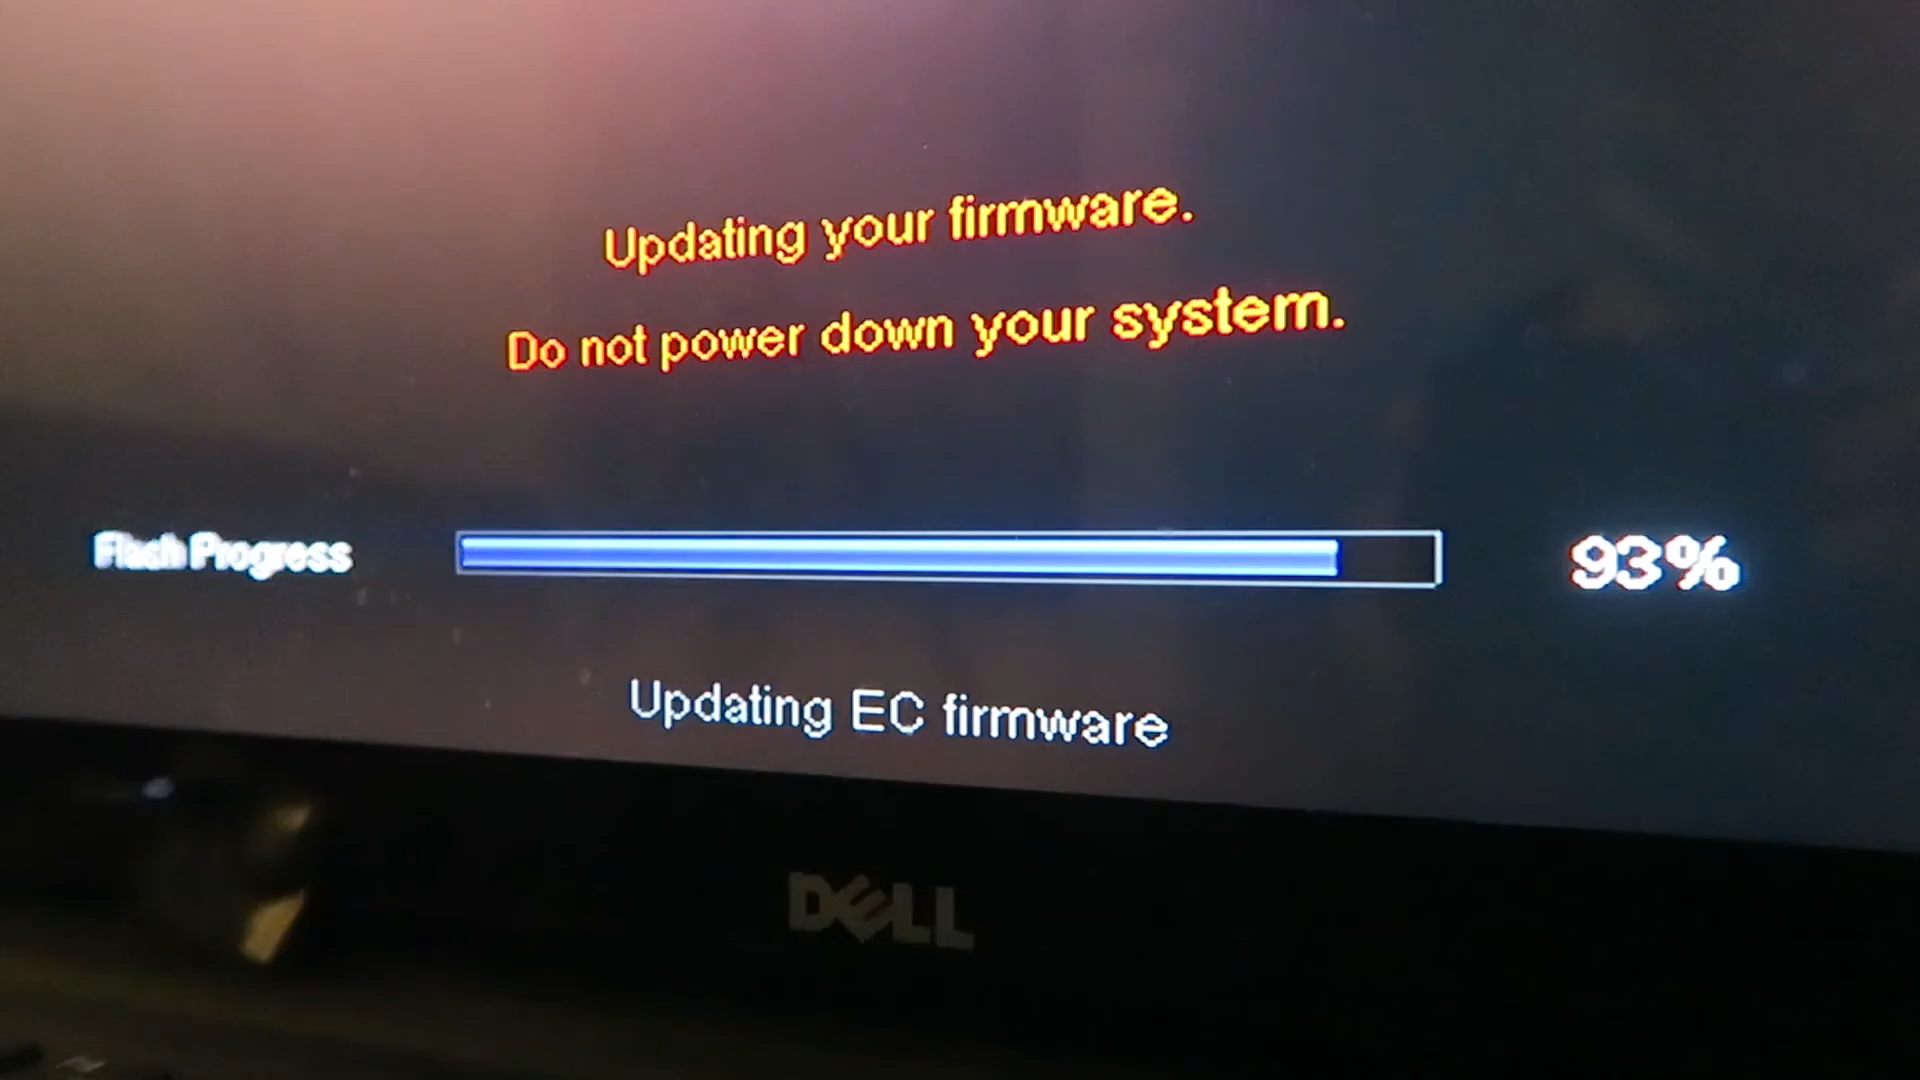 Updating your firmware.
Do not power down your system.
Flash Progress 93%
Updating EC firmware
DELL